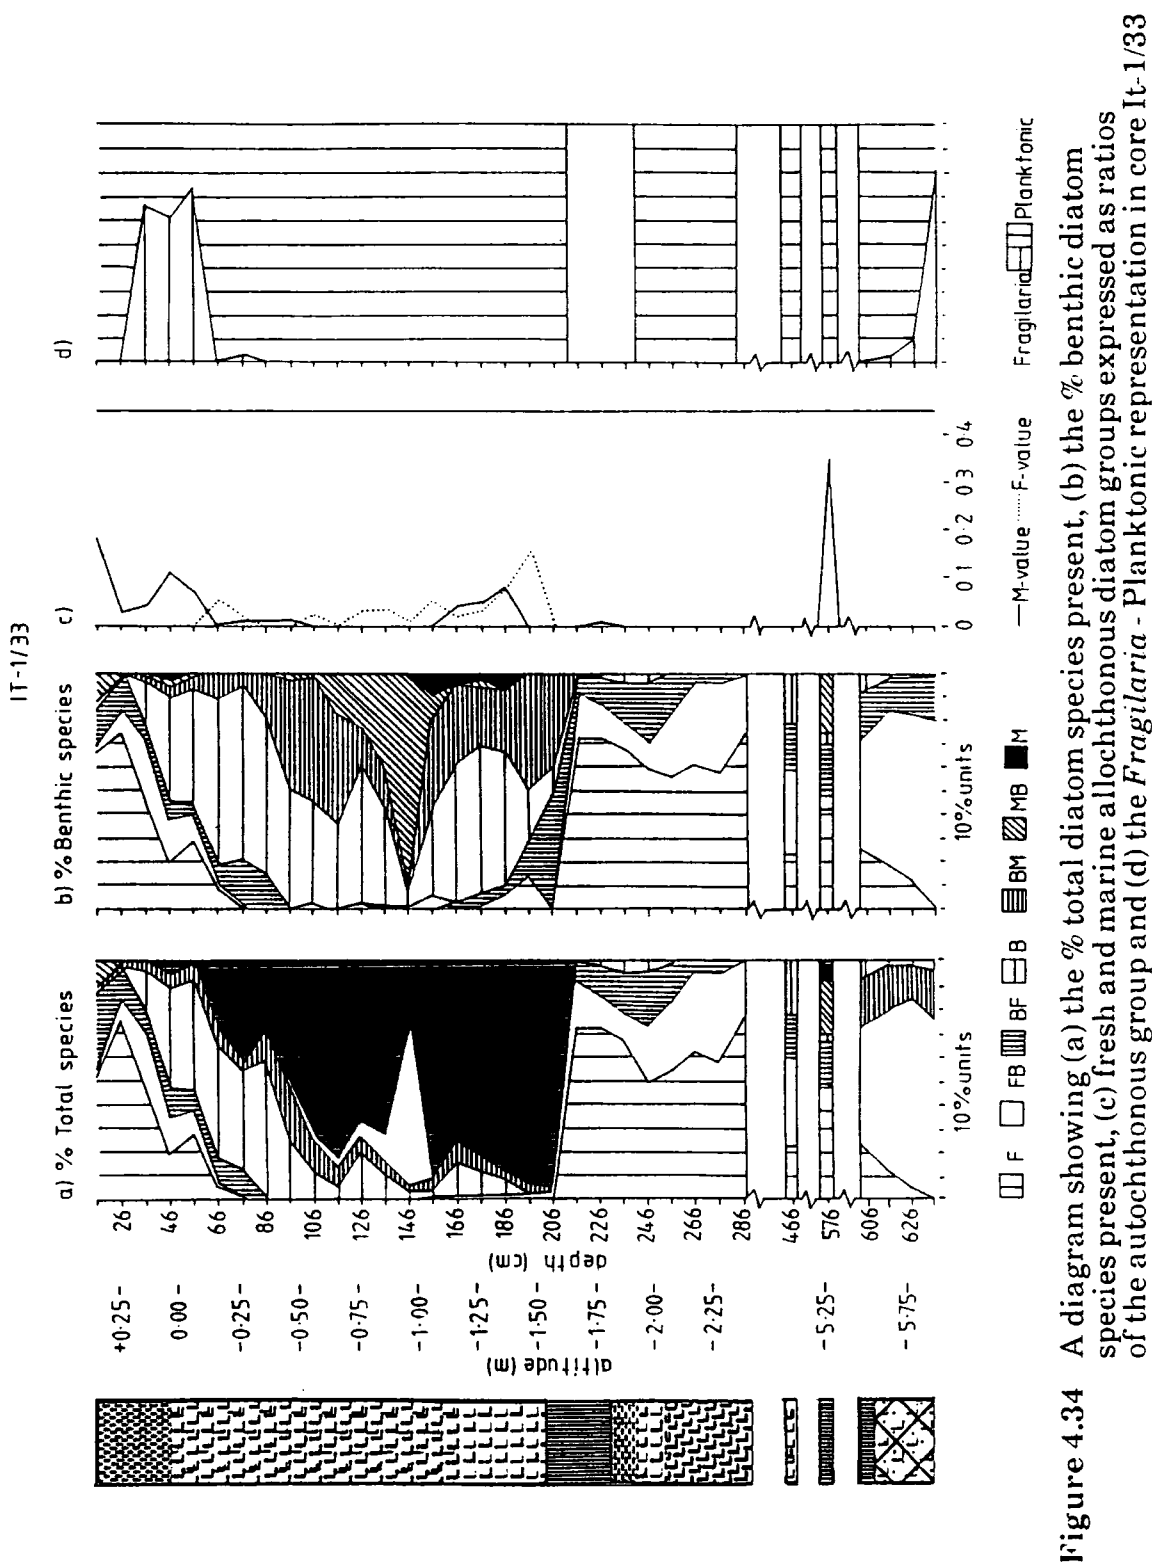 IT-1/33
a) % Total species
b) % Benthic species
c)
d)
altitude (m)
+0·25-
0·00-
-0·25-
-0·50-
-0·75-
-1·00-
-1·25-
-1·50-
-1·75-
-2·00-
-2·25-
-5·25-
-5·75-
depth (cm)
26
46
66
86
106
126
146
166
186
206
226
246
266
286
466
576
606
626
10% units
10% units
0 0·1 0·2 0·3 0·4
F FB BF B BM MB M
M-value F-value
Fragilaria Planktonic
Figure 4.34 A diagram showing (a) the % total diatom species present, (b) the % benthic diatom
species present, (c) fresh and marine allochthonous diatom groups expressed as ratios
of the autochthonous group and (d) the Fragilaria - Planktonic representation in core It-1/33